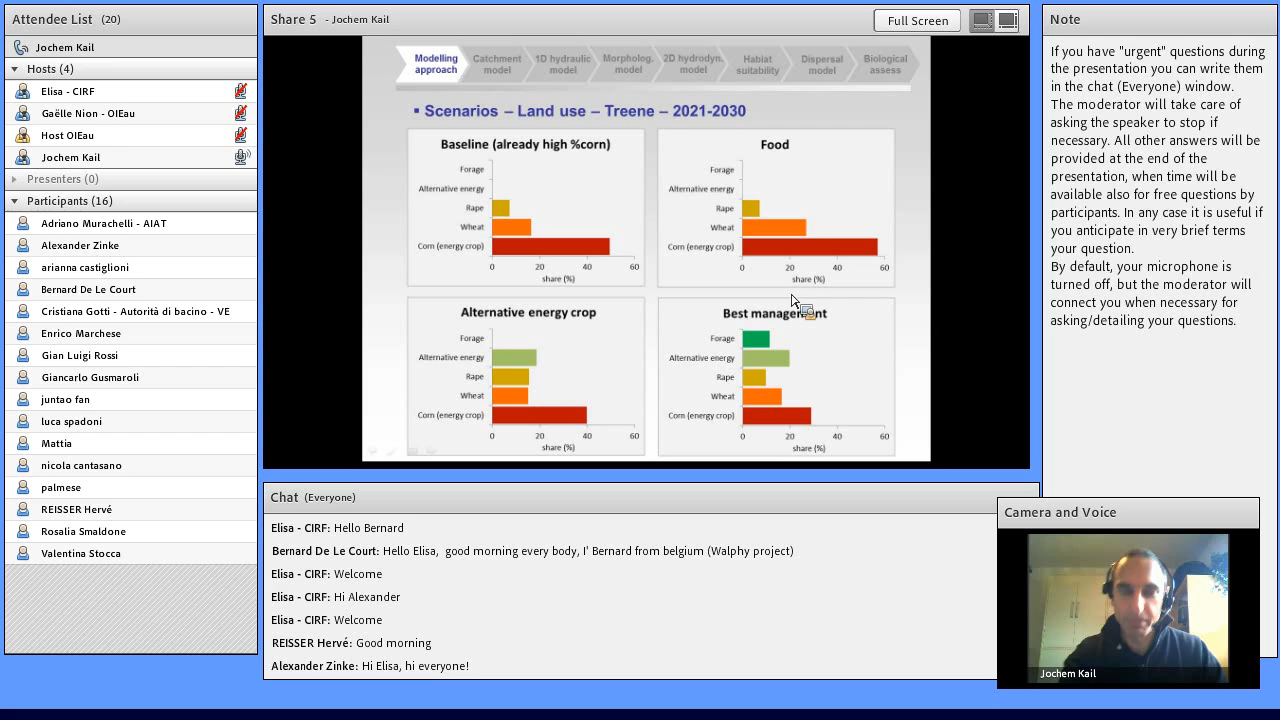 Attendee List (20)
Jochem Kail
Hosts (4)
Elisa - CIRF
Gaëlle Nion - OIEau
Host OIEau
Jochem Kail
Presenters (0)
Participants (16)
Adriano Murachelli - AIAT
Alexander Zinke
arianna castiglioni
Bernard De Le Court
Cristiana Gotti - Autorità di bacino - VE
Enrico Marchese
Gian Luigi Rossi
Giancarlo Gusmaroli
juntao fan
luca spadoni
Mattia
nicola cantasano
palmese
REISSER Hervé
Rosalia Smaldone
Valentina Stocca
Share 5 - Jochem Kail
Full Screen
Modelling approach
Catchment model
1D hydraulic model
Morpholog. model
2D hydrodyn. model
Habiat suitability
Dispersal model
Biological assess
Scenarios – Land use – Treene – 2021-2030
Baseline (already high %corn)
Forage
Alternative energy
Rape
Wheat
Corn (energy crop)
0 20 40 60
share (%)
Food
Forage
Alternative energy
Rape
Wheat
Corn (energy crop)
0 20 40 60
share (%)
Alternative energy crop
Forage
Alternative energy
Rape
Wheat
Corn (energy crop)
0 20 40 60
share (%)
Best management
Forage
Alternative energy
Rape
Wheat
Corn (energy crop)
0 20 40 60
share (%)
Chat (Everyone)
Elisa - CIRF: Hello Bernard
Bernard De Le Court: Hello Elisa, good morning every body, I' Bernard from belgium (Walphy project)
Elisa - CIRF: Welcome
Elisa - CIRF: Hi Alexander
Elisa - CIRF: Welcome
REISSER Hervé: Good morning
Alexander Zinke: Hi Elisa, hi everyone!
Note
If you have "urgent" questions during
the presentation you can write them
in the chat (Everyone) window.
The moderator will take care of
asking the speaker to stop if
necessary. All other answers will be
provided at the end of the
presentation, when time will be
available also for free questions by
participants. In any case it is useful if
you anticipate in very brief terms
your question.
By default, your microphone is
turned off, but the moderator will
connect you when necessary for
asking/detailing your questions.
Camera and Voice
Jochem Kail